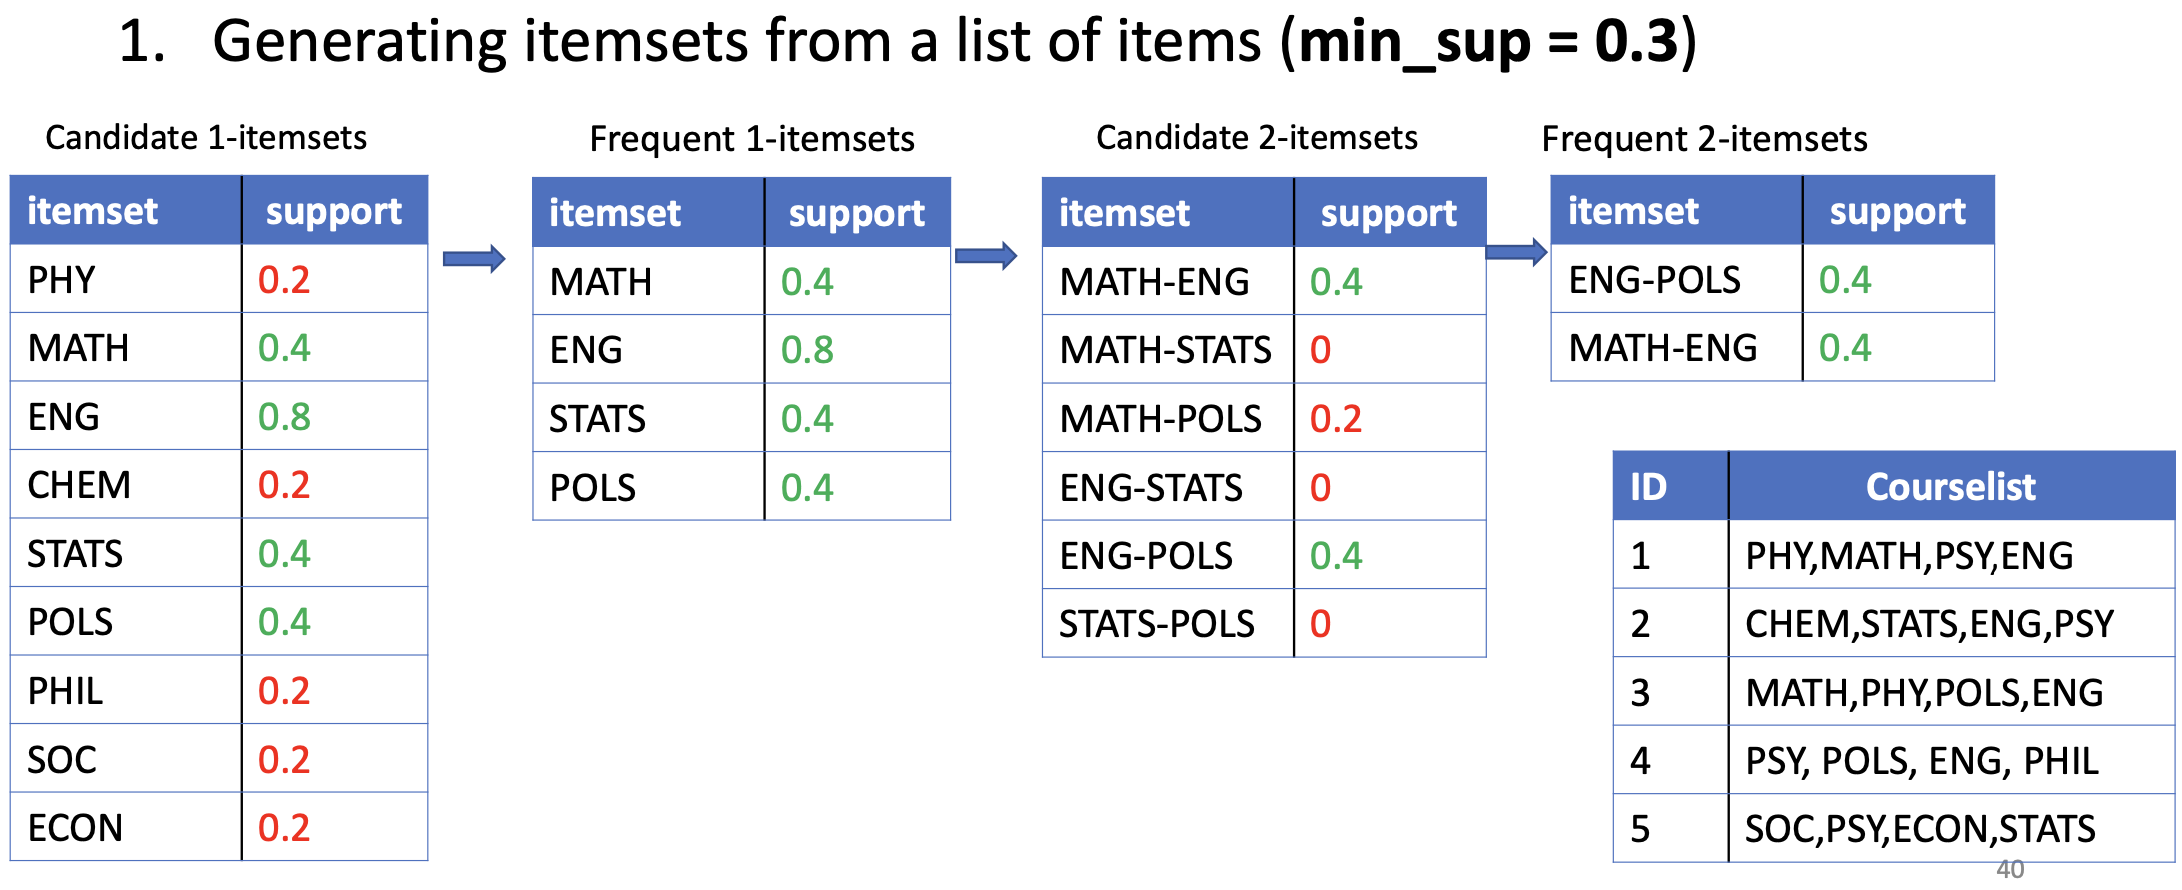 1. Generating itemsets from a list of items (min_sup = 0.3)
Candidate 1-itemsets
itemset support
PHY 0.2
MATH 0.4
ENG 0.8
CHEM 0.2
STATS 0.4
POLS 0.4
PHIL 0.2
SOC 0.2
ECON 0.2
Frequent 1-itemsets
itemset support
MATH 0.4
ENG 0.8
STATS 0.4
POLS 0.4
Candidate 2-itemsets
itemset support
MATH-ENG 0.4
MATH-STATS 0
MATH-POLS 0.2
ENG-STATS 0
ENG-POLS 0.4
STATS-POLS 0
Frequent 2-itemsets
itemset support
ENG-POLS 0.4
MATH-ENG 0.4
ID Courselist
1 PHY,MATH,PSY,ENG
2 CHEM,STATS,ENG,PSY
3 MATH,PHY,POLS,ENG
4 PSY, POLS, ENG, PHIL
5 SOC,PSY,ECON,STATS
40